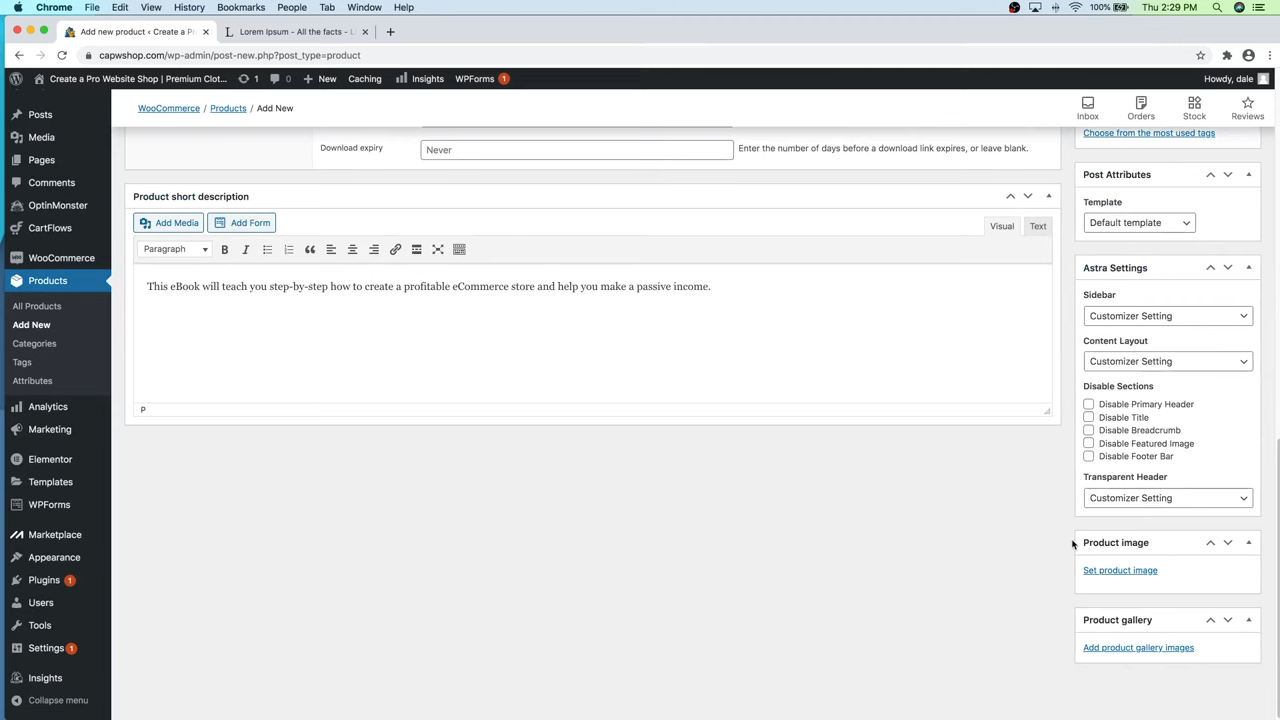 Chrome File Edit View History Bookmarks People Tab Window Help 100% Thu 2:29 PM
Add new product ‹ Create a Pr Lorem Ipsum - All the facts - Li
capwshop.com/wp-admin/post-new.php?post_type=product
Create a Pro Website Shop | Premium Clot... 1 0 New Caching Insights WPForms 1 Howdy, dale
WooCommerce / Products / Add New
Inbox Orders Stock Reviews
Posts
Media
Pages
Comments
OptinMonster
CartFlows
WooCommerce
Products
All Products
Add New
Categories
Tags
Attributes
Analytics
Marketing
Elementor
Templates
WPForms
Marketplace
Appearance
Plugins 1
Users
Tools
Settings 1
Insights
Collapse menu
Download expiry Never Enter the number of days before a download link expires, or leave blank.
Product short description
Add Media Add Form Visual Text
Paragraph B I
This eBook will teach you step-by-step how to create a profitable eCommerce store and help you make a passive income.
P
Choose from the most used tags
Post Attributes
Template
Default template
Astra Settings
Sidebar
Customizer Setting
Content Layout
Customizer Setting
Disable Sections
Disable Primary Header
Disable Title
Disable Breadcrumb
Disable Featured Image
Disable Footer Bar
Transparent Header
Customizer Setting
Product image
Set product image
Product gallery
Add product gallery images